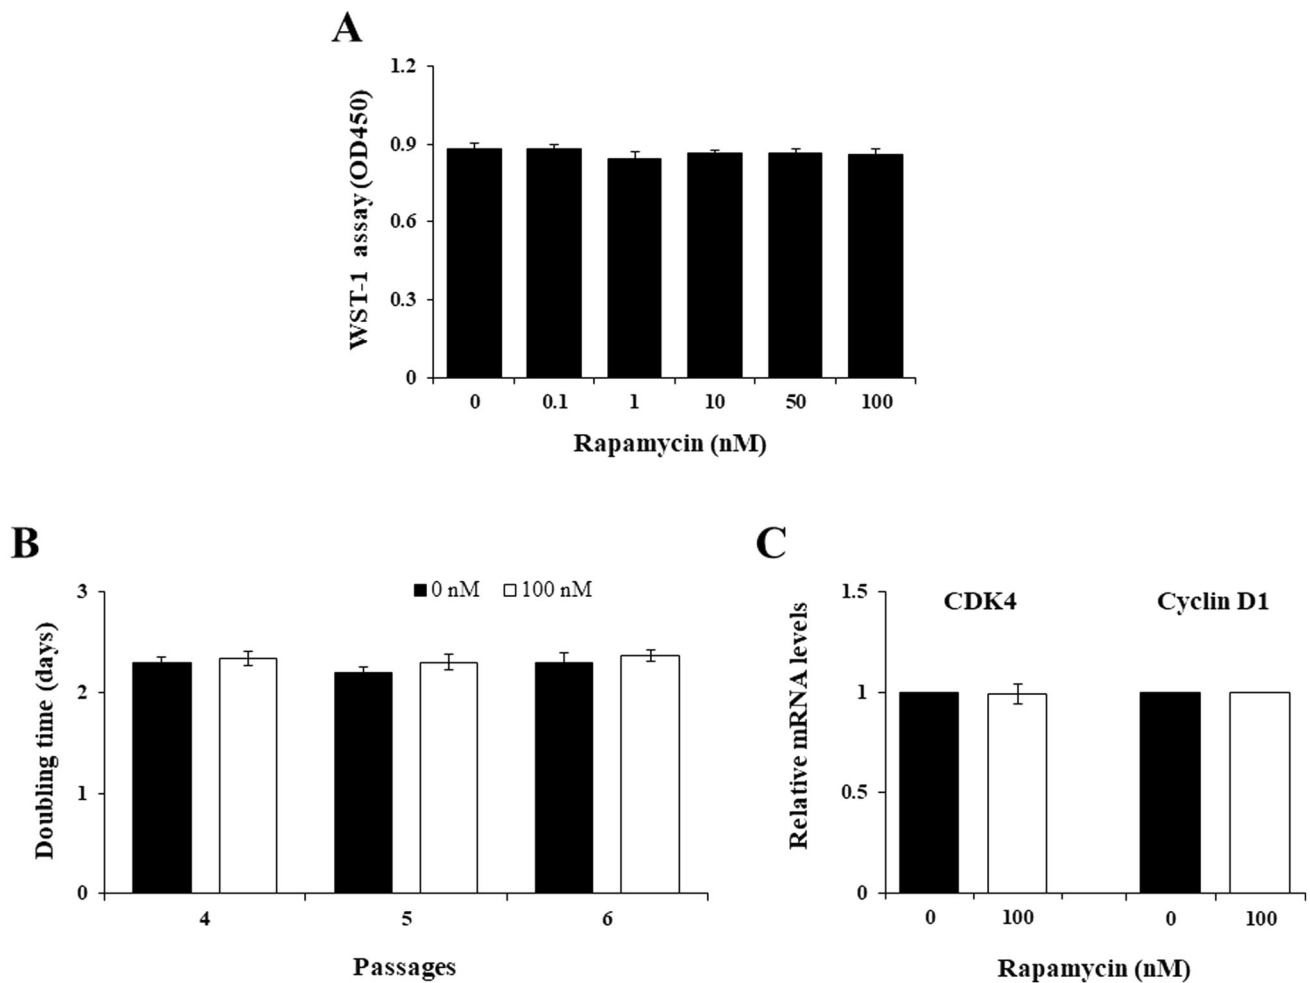 A
WST-1 assay (OD450)
1.2
0.9
0.6
0.3
0
0 0.1 1 10 50 100
Rapamycin (nM)
B
Doubling time (days)
0 nM 100 nM
3
2
1
0
4 5 6
Passages
C
Relative mRNA levels
CDK4 Cyclin D1
1.5
1
0.5
0
0 100 0 100
Rapamycin (nM)